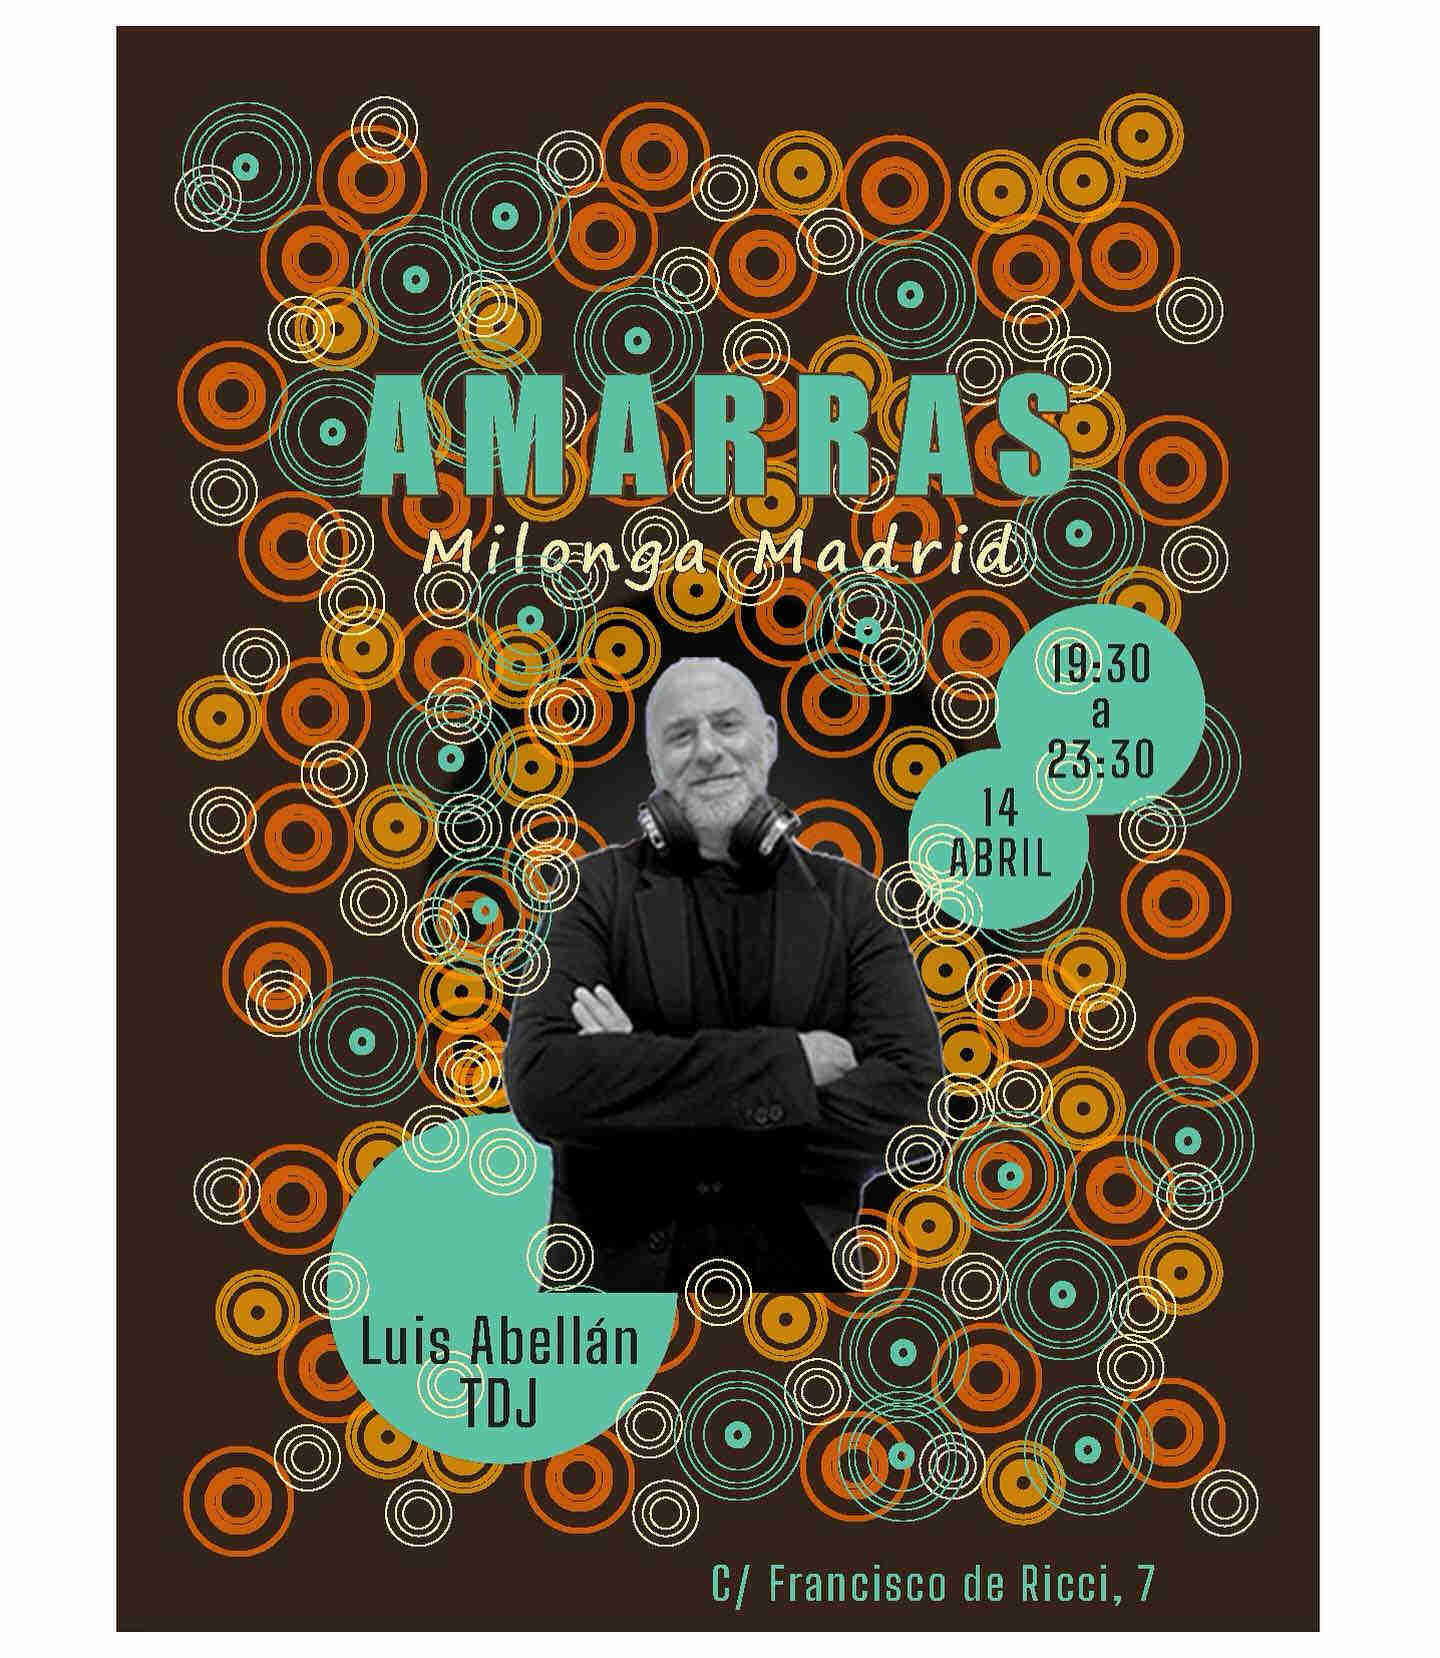 AMARRAS
Milonga Madrid
19:30
a
23:30
14
ABRIL
Luis Abellán
TDJ
C/ Francisco de Ricci, 7